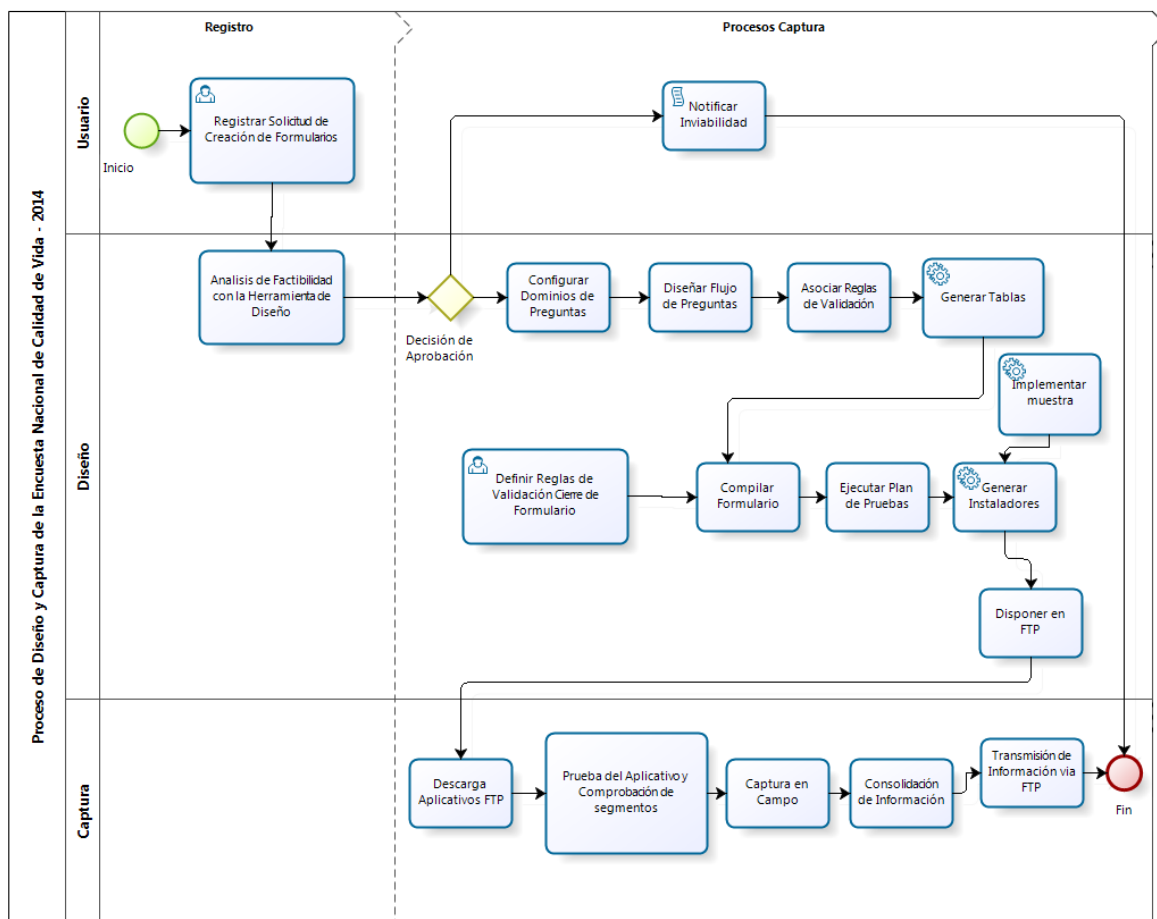 Proceso de Diseño y Captura de la Encuesta Nacional de Calidad de Vida - 2014
Registro
Procesos Captura
Usuario
Inicio
Registrar Solicitud de
Creación de Formularios
Notificar
Inviabilidad
Diseño
Analisis de Factibilidad
con la Herramienta de
Diseño
Decisión de
Aprobación
Configurar
Dominios de
Preguntas
Diseñar Flujo
de Preguntas
Asociar Reglas
de Validación
Generar Tablas
Implementar
muestra
Definir Reglas de
Validación Cierre de
Formulario
Compilar
Formulario
Ejecutar Plan
de Pruebas
Generar
Instaladores
Disponer en
FTP
Captura
Descarga
Aplicativos FTP
Prueba del Aplicativo y
Comprobación de
segmentos
Captura en
Campo
Consolidación
de Información
Transmisión de
Información via
FTP
Fin